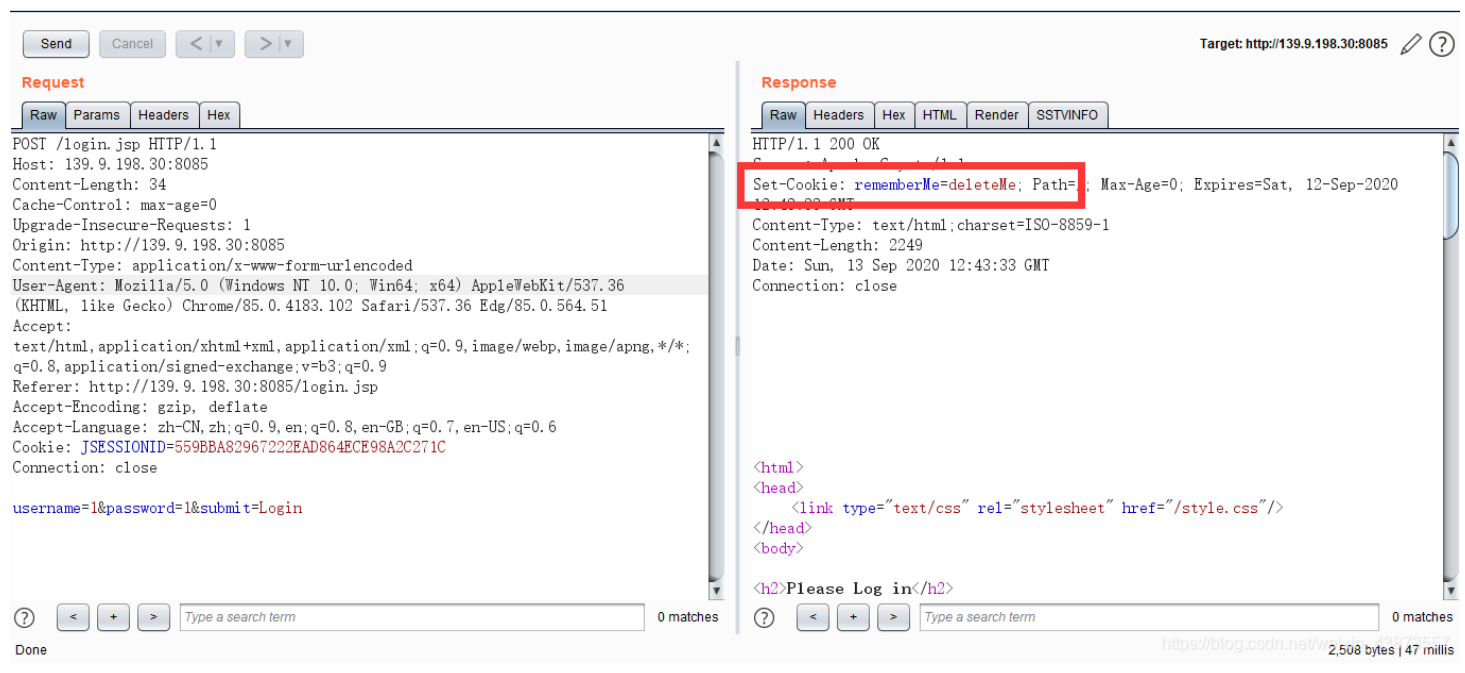 Send Cancel < | ▼ > | ▼ Target: http://139.9.198.30:8085
Request
Raw Params Headers Hex
POST /login.jsp HTTP/1.1
Host: 139.9.198.30:8085
Content-Length: 34
Cache-Control: max-age=0
Upgrade-Insecure-Requests: 1
Origin: http://139.9.198.30:8085
Content-Type: application/x-www-form-urlencoded
User-Agent: Mozilla/5.0 (Windows NT 10.0; Win64; x64) AppleWebKit/537.36
(KHTML, like Gecko) Chrome/85.0.4183.102 Safari/537.36 Edg/85.0.564.51
Accept:
text/html,application/xhtml+xml,application/xml;q=0.9,image/webp,image/apng,*/*;
q=0.8,application/signed-exchange;v=b3;q=0.9
Referer: http://139.9.198.30:8085/login.jsp
Accept-Encoding: gzip, deflate
Accept-Language: zh-CN,zh;q=0.9,en;q=0.8,en-GB;q=0.7,en-US;q=0.6
Cookie: JSESSIONID=559BBA82967222EAD864ECE98A2C271C
Connection: close
username=1&password=1&submit=Login
? < + > Type a search term 0 matches
Response
Raw Headers Hex HTML Render SSTVINFO
HTTP/1.1 200 OK
Set-Cookie: rememberMe=deleteMe; Path=/; Max-Age=0; Expires=Sat, 12-Sep-2020
GMT
Content-Type: text/html;charset=ISO-8859-1
Content-Length: 2249
Date: Sun, 13 Sep 2020 12:43:33 GMT
Connection: close
<html>
<head>
<link type="text/css" rel="stylesheet" href="/style.css"/>
</head>
<body>
<h2>Please Log in</h2>
? < + > Type a search term 0 matches
Done
2,508 bytes | 47 millis